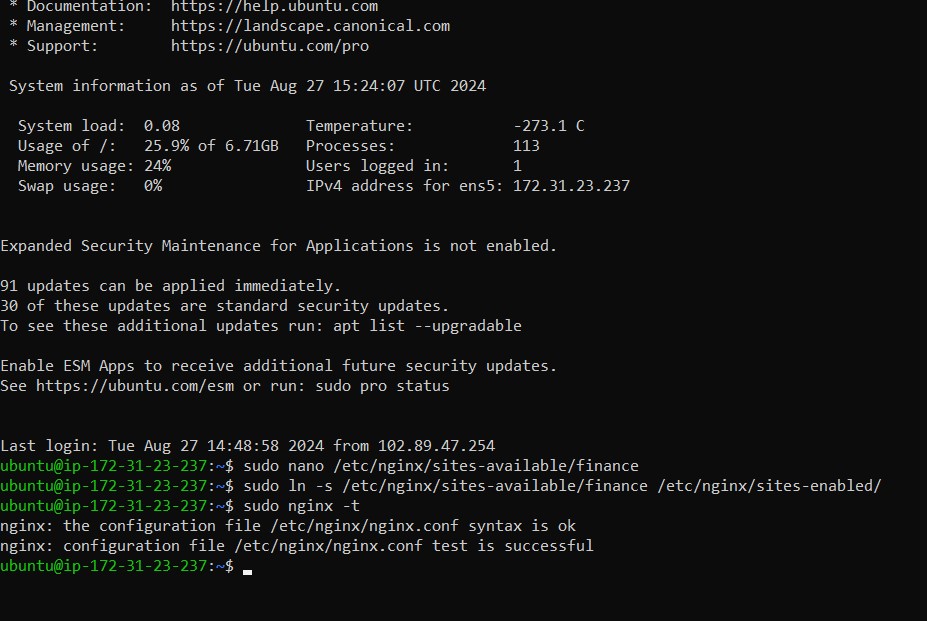 * Documentation:  https://help.ubuntu.com
* Management:     https://landscape.canonical.com
* Support:        https://ubuntu.com/pro
System information as of Tue Aug 27 15:24:07 UTC 2024
System load:  0.08              Temperature:           -273.1 C
Usage of /:   25.9% of 6.71GB   Processes:             113
Memory usage: 24%               Users logged in:       1
Swap usage:   0%                IPv4 address for ens5: 172.31.23.237
Expanded Security Maintenance for Applications is not enabled.
91 updates can be applied immediately.
30 of these updates are standard security updates.
To see these additional updates run: apt list --upgradable
Enable ESM Apps to receive additional future security updates.
See https://ubuntu.com/esm or run: sudo pro status
Last login: Tue Aug 27 14:48:58 2024 from 102.89.47.254
ubuntu@ip-172-31-23-237:~$ sudo nano /etc/nginx/sites-available/finance
ubuntu@ip-172-31-23-237:~$ sudo ln -s /etc/nginx/sites-available/finance /etc/nginx/sites-enabled/
ubuntu@ip-172-31-23-237:~$ sudo nginx -t
nginx: the configuration file /etc/nginx/nginx.conf syntax is ok
nginx: configuration file /etc/nginx/nginx.conf test is successful
ubuntu@ip-172-31-23-237:~$